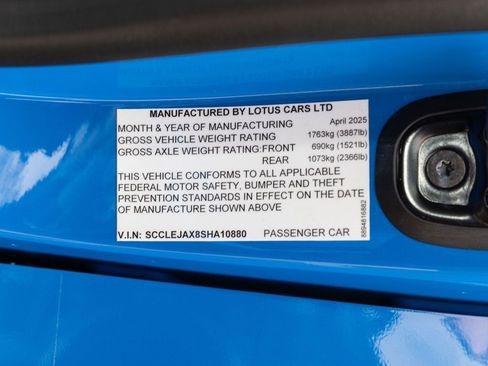 MANUFACTURED BY LOTUS CARS LTD
MONTH & YEAR OF MANUFACTURING April 2025
GROSS VEHICLE WEIGHT RATING 1763kg (3887lb)
GROSS AXLE WEIGHT RATING:FRONT 690kg (1521lb)
REAR 1073kg (2366lb)
THIS VEHICLE CONFORMS TO ALL APPLICABLE
FEDERAL MOTOR SAFETY, BUMPER AND THEFT
PREVENTION STANDARDS IN EFFECT ON THE DATE
OF MANUFACTURE SHOWN ABOVE
V.I.N: SCCLEJAX8SHA10880 PASSENGER CAR
8894816882